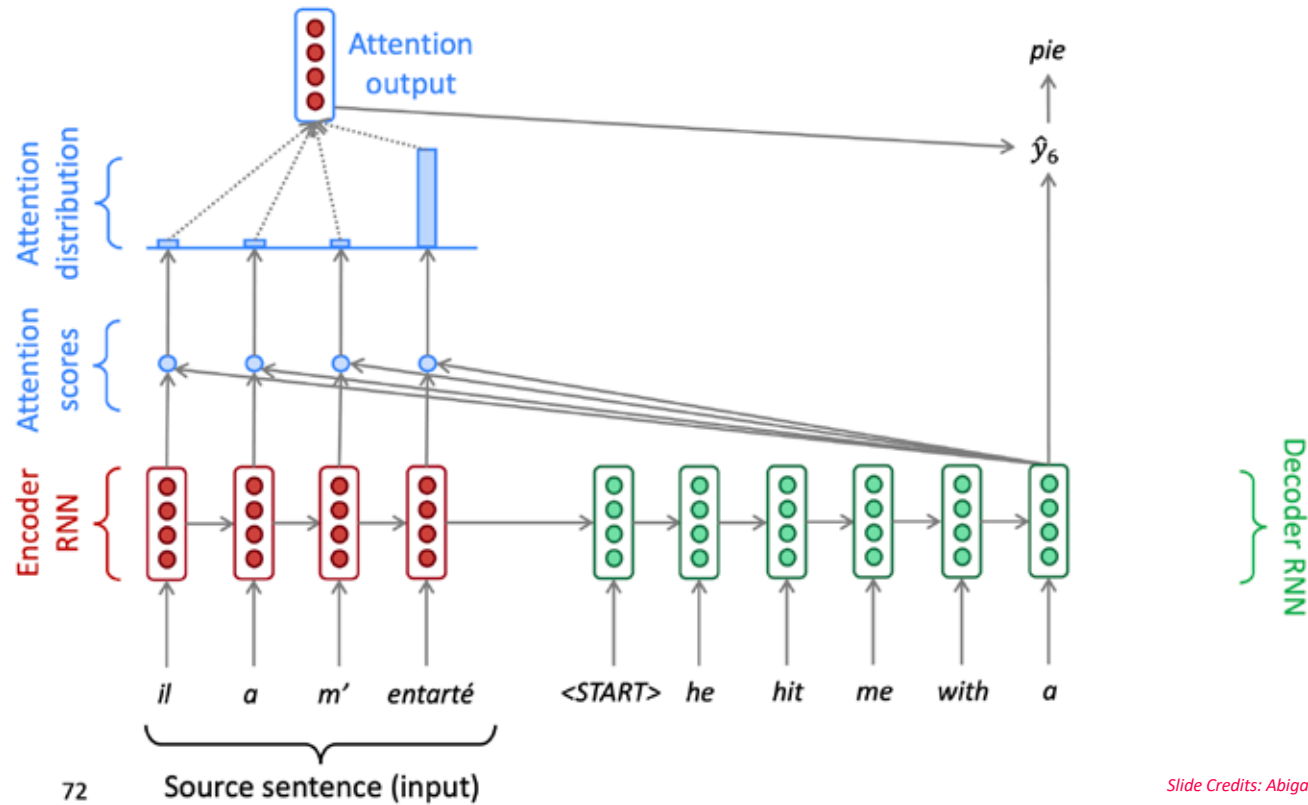 Attention
output
pie
ŷ6
Attention
distribution
Attention
scores
Encoder
RNN
Decoder RNN
il a m' entarté <START> he hit me with a
Source sentence (input)
72
Slide Credits: Abiga